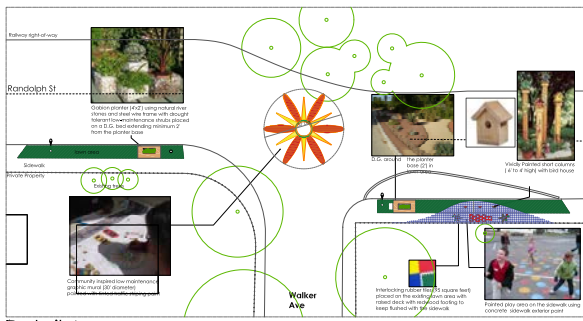 Railway right-of-way
Randolph St
Gabion planter (4'x2') using natural river
stones and steel wire frame with drought
tolerant low-maintenance shrubs placed
on a D.G. bed extending minimum 2'
from the planter base
lawn area
Sidewalk
Private Property
Existing trees
Community inspired low maintenance
graphic mural (30' diameter)
D.G. around the planter
base (2') in
Vividly Painted short columns
( 6' to 4' high) with bird house
Interlocking rubber tiles (95 square feet)
placed on the existing lawn area with
raised deck with redwood footing to
keep flushed with the sidewalk
Painted play area on the sidewalk using
concrete sidewalk exterior paint
Walker
Ave